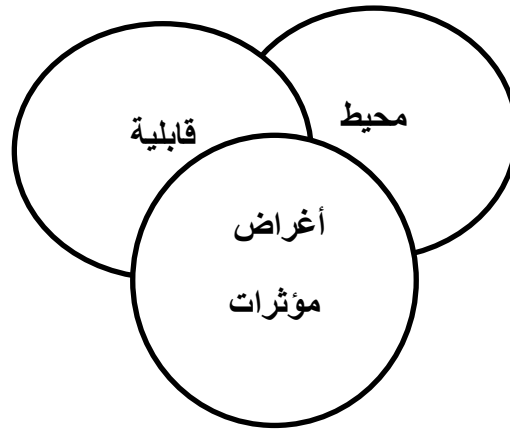 محيط
قابلية
أغراض
مؤثرات